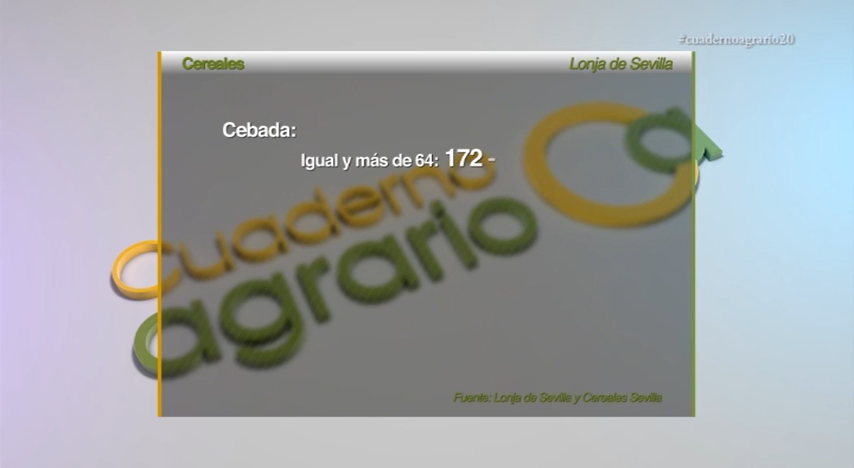 #cuadernoagrario20
Cereales Lonja de Sevilla
Cebada:
Igual y más de 64: 172 -
Cuaderno
agrario
Ca
Fuente: Lonja de Sevilla y Cereales Sevilla